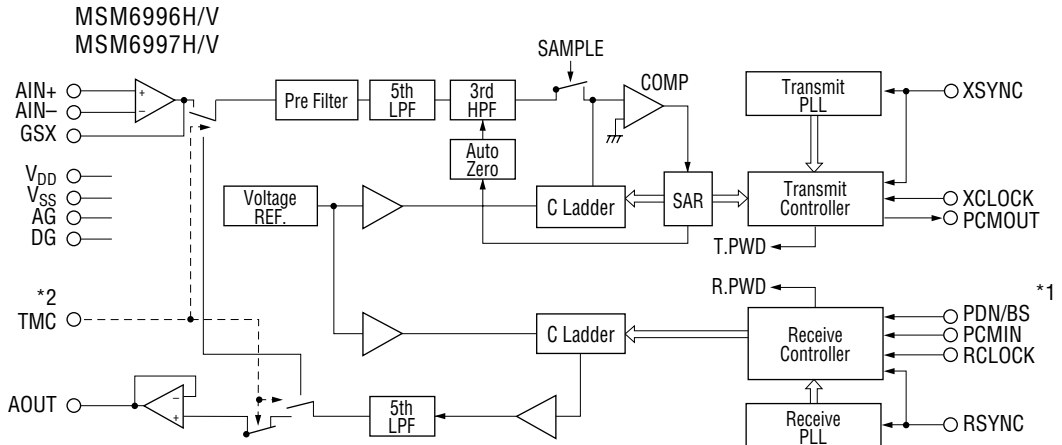 MSM6996H/V
MSM6997H/V
SAMPLE
COMP
AIN+
AIN–
GSX
+
–
Pre Filter
5th
LPF
3rd
HPF
Transmit
PLL
XSYNC
Auto
Zero
VDD
VSS
AG
DG
Voltage
REF.
C Ladder
SAR
Transmit
Controller
XCLOCK
PCMOUT
T.PWD
R.PWD
*1
*2
TMC
C Ladder
Receive
Controller
PDN/BS
PCMIN
RCLOCK
AOUT
–
+
5th
LPF
Receive
PLL
RSYNC